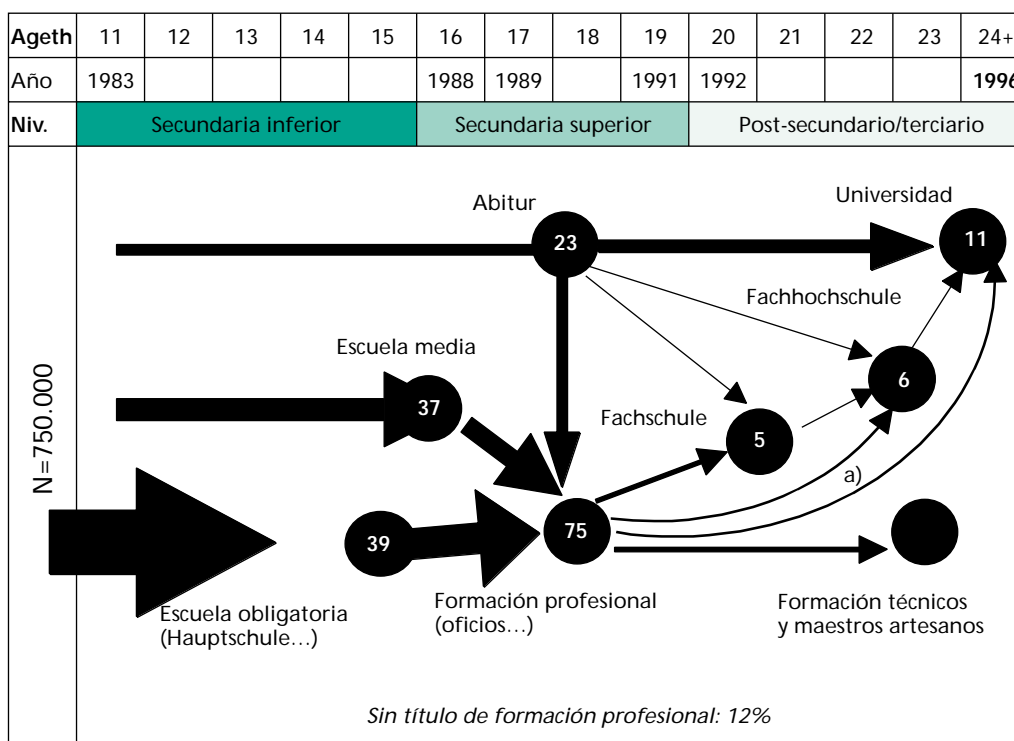 Ageth 11 12 13 14 15 16 17 18 19 20 21 22 23 24+
Año 1983 1988 1989 1991 1992 1996
Niv. Secundaria inferior Secundaria superior Post-secundario/terciario
Abitur
Universidad
23
11
Fachhochschule
Escuela media
6
37
Fachschule
5
N=750.000
a)
39
75
Escuela obligatoria
(Hauptschule…)
Formación profesional
(oficios…)
Formación técnicos
y maestros artesanos
Sin título de formación profesional: 12%